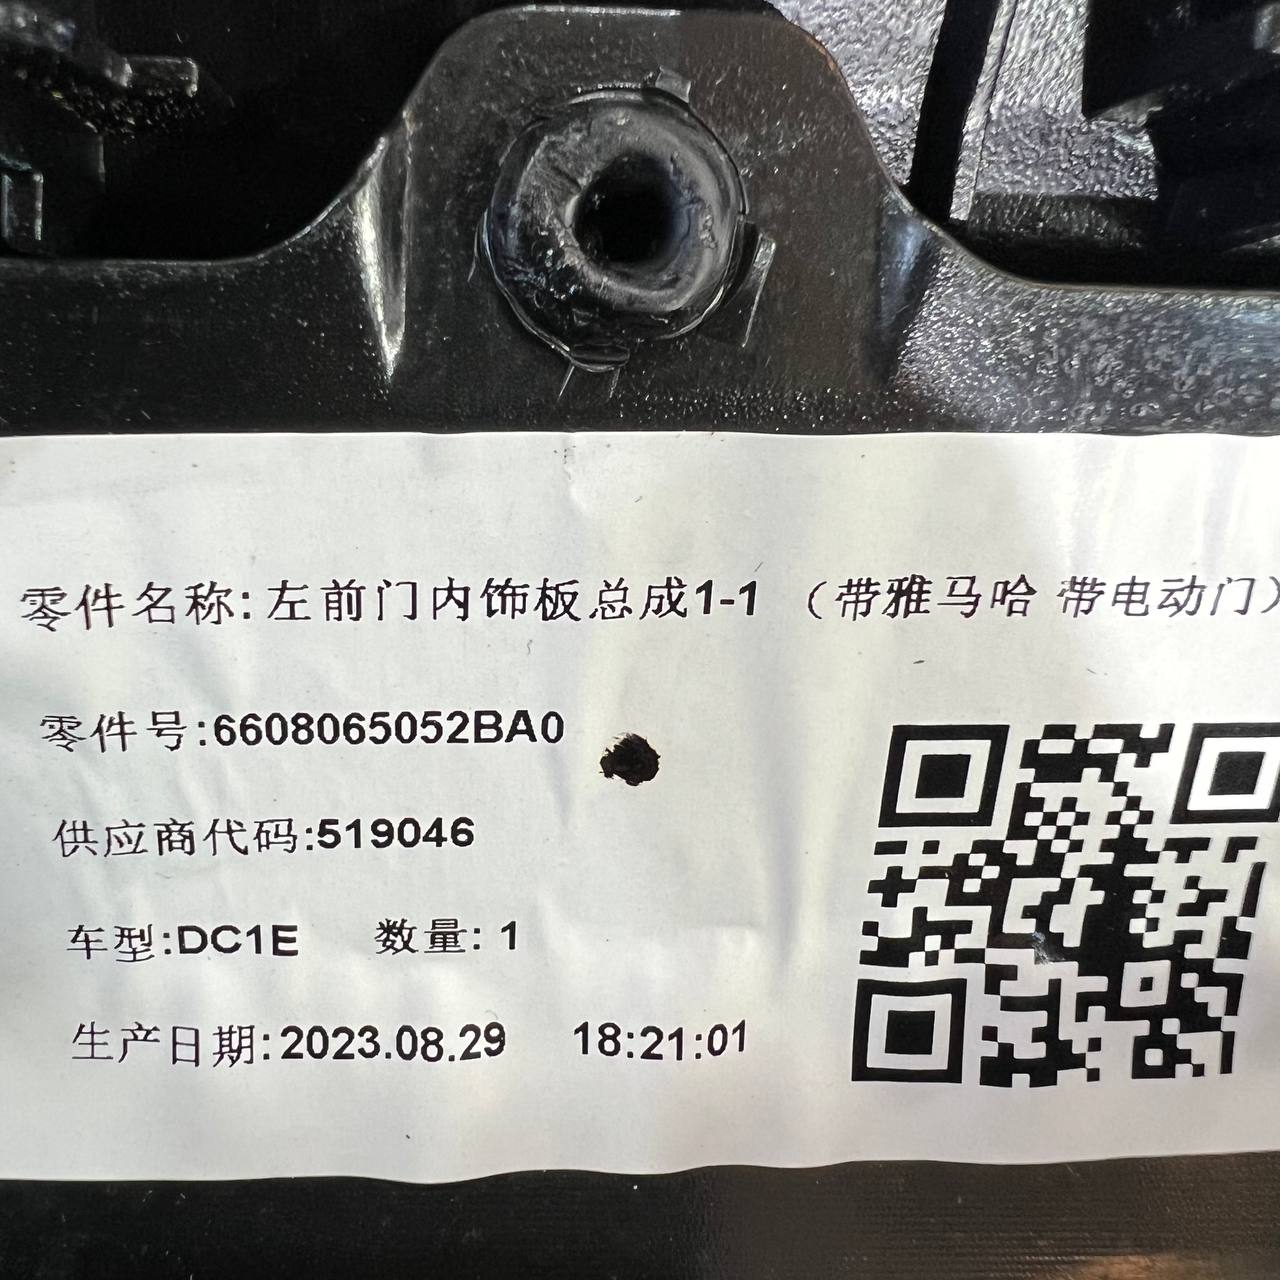 零件名称:左前门内饰板总成1-1 （带雅马哈 带电动门）
零件号:6608065052BA0
供应商代码:519046
车型:DC1E 数量: 1
生产日期:2023.08.29 18:21:01